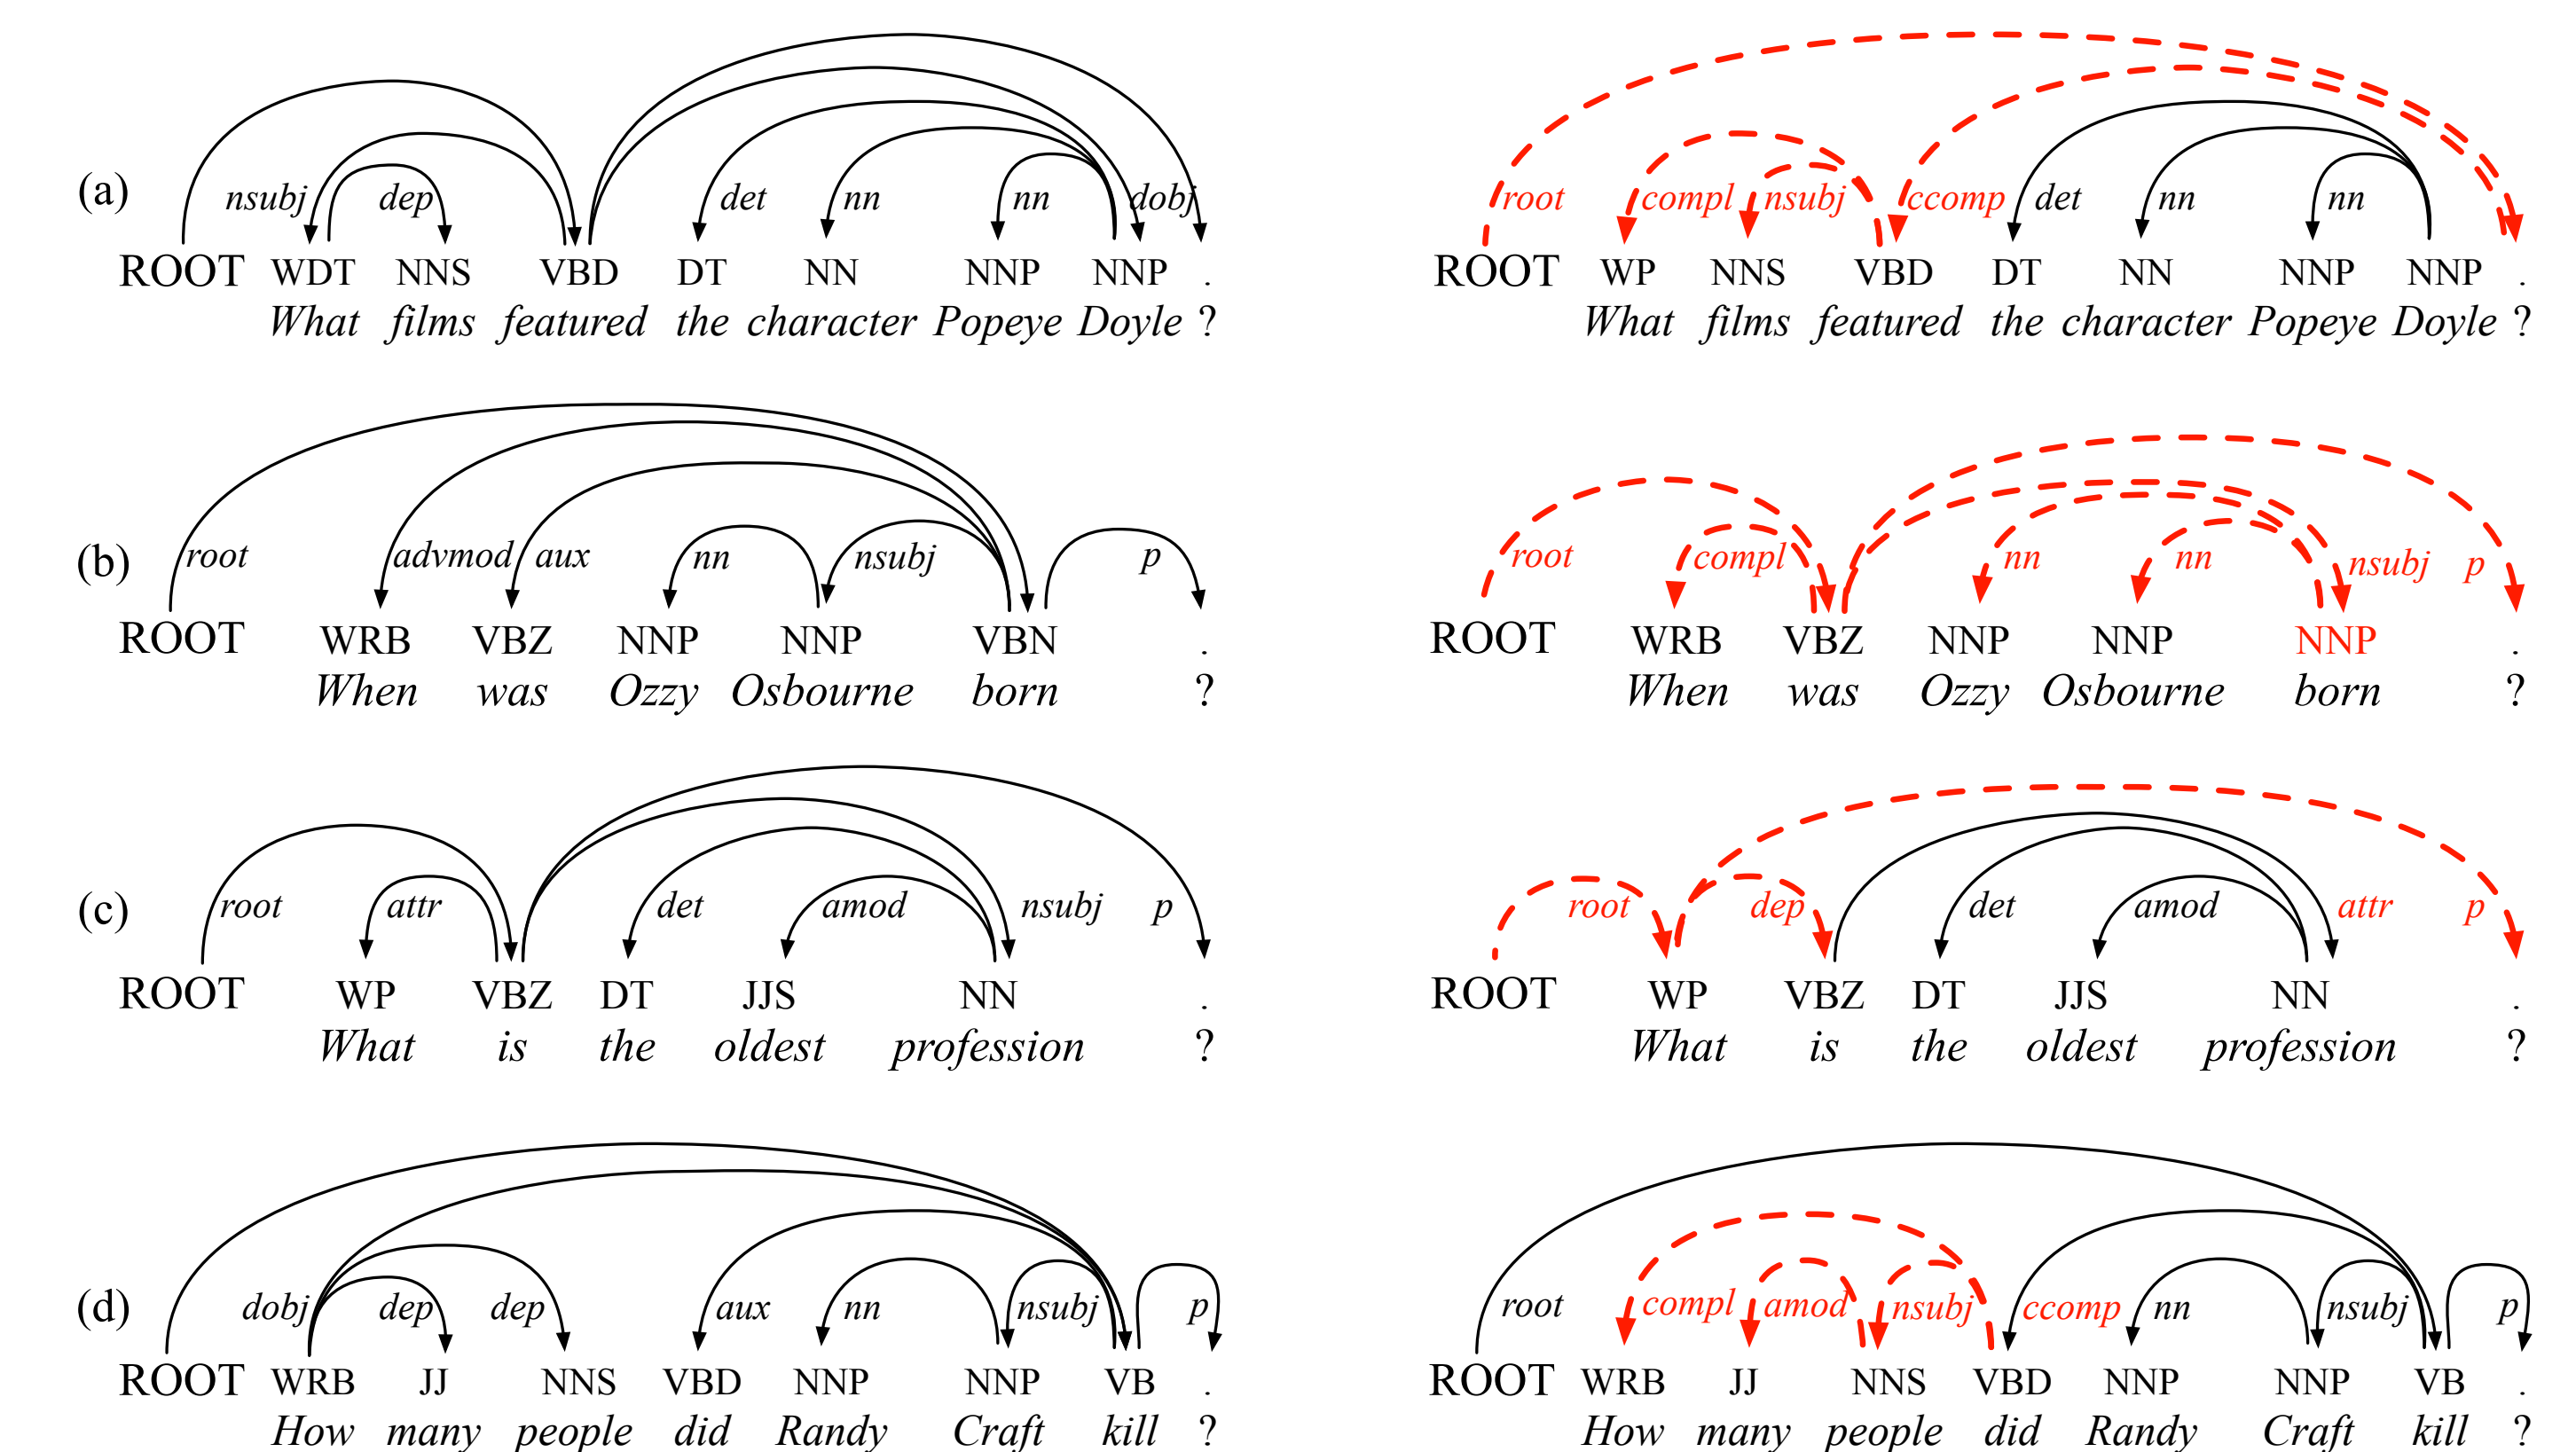 (a) nsubj dep det nn nn dobj
ROOT WDT NNS VBD DT NN NNP NNP .
What films featured the character Popeye Doyle ?
root compl nsubj ccomp det nn nn
ROOT WP NNS VBD DT NN NNP NNP .
What films featured the character Popeye Doyle ?
(b) root advmod aux nn nsubj p
ROOT WRB VBZ NNP NNP VBN .
When was Ozzy Osbourne born ?
root compl nn nn nsubj p
ROOT WRB VBZ NNP NNP NNP .
When was Ozzy Osbourne born ?
(c) root attr det amod nsubj p
ROOT WP VBZ DT JJS NN .
What is the oldest profession ?
root dep det amod attr p
ROOT WP VBZ DT JJS NN .
What is the oldest profession ?
(d) dobj dep dep aux nn nsubj p
ROOT WRB JJ NNS VBD NNP NNP VB .
How many people did Randy Craft kill ?
root compl amod nsubj ccomp nn nsubj p
ROOT WRB JJ NNS VBD NNP NNP VB .
How many people did Randy Craft kill ?